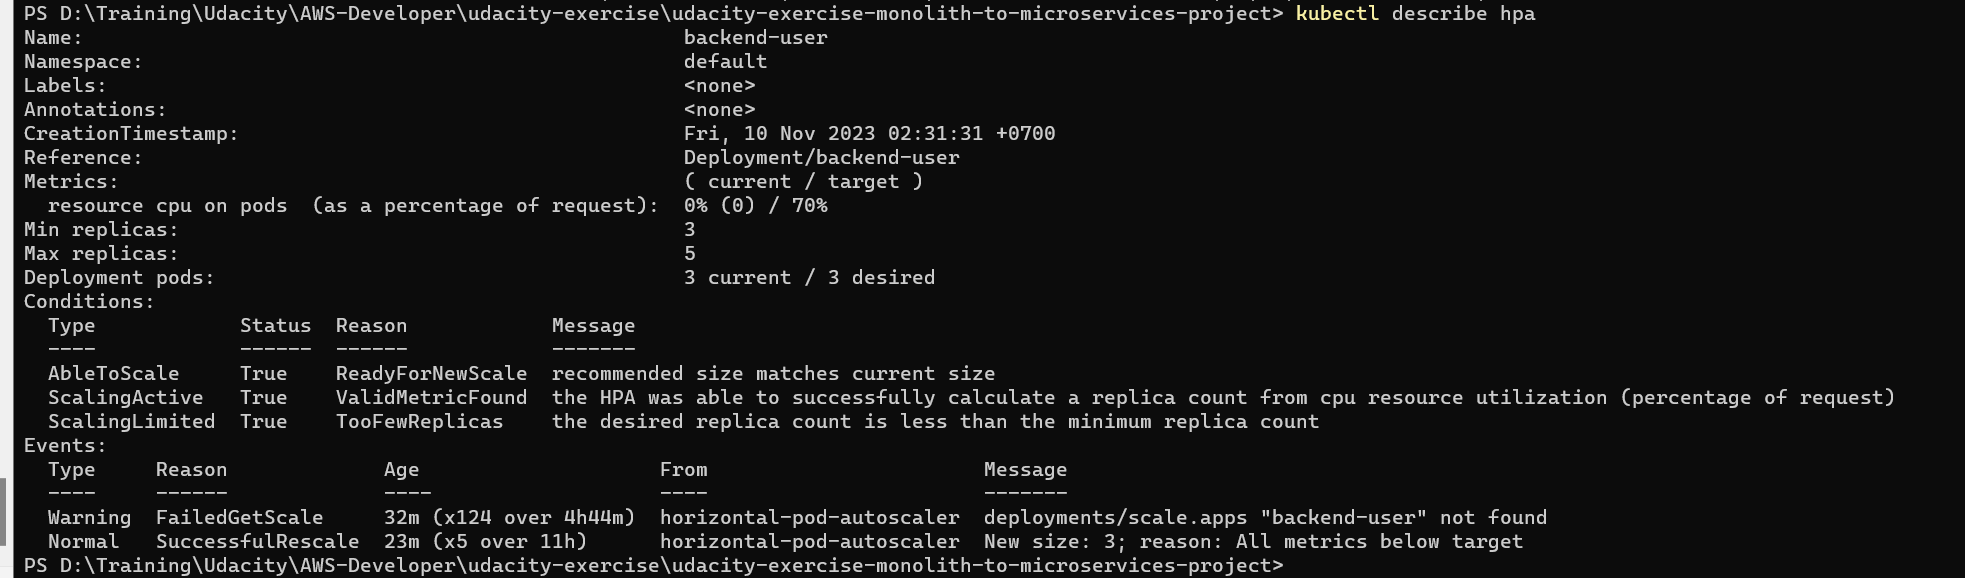 PS D:\Training\Udacity\AWS-Developer\udacity-exercise\udacity-exercise-monolith-to-microservices-project> kubectl describe hpa
Name:                                                  backend-user
Namespace:                                             default
Labels:                                                <none>
Annotations:                                           <none>
CreationTimestamp:                                     Fri, 10 Nov 2023 02:31:31 +0700
Reference:                                             Deployment/backend-user
Metrics:                                               ( current / target )
  resource cpu on pods  (as a percentage of request):  0% (0) / 70%
Min replicas:                                          3
Max replicas:                                          5
Deployment pods:                                       3 current / 3 desired
Conditions:
  Type            Status  Reason            Message
  ----            ------  ------            -------
  AbleToScale     True    ReadyForNewScale  recommended size matches current size
  ScalingActive   True    ValidMetricFound  the HPA was able to successfully calculate a replica count from cpu resource utilization (percentage of request)
  ScalingLimited  True    TooFewReplicas    the desired replica count is less than the minimum replica count
Events:
  Type     Reason             Age                    From                       Message
  ----     ------             ----                   ----                       -------
  Warning  FailedGetScale     32m (x124 over 4h44m)  horizontal-pod-autoscaler  deployments/scale.apps "backend-user" not found
  Normal   SuccessfulRescale  23m (x5 over 11h)      horizontal-pod-autoscaler  New size: 3; reason: All metrics below target
PS D:\Training\Udacity\AWS-Developer\udacity-exercise\udacity-exercise-monolith-to-microservices-project>